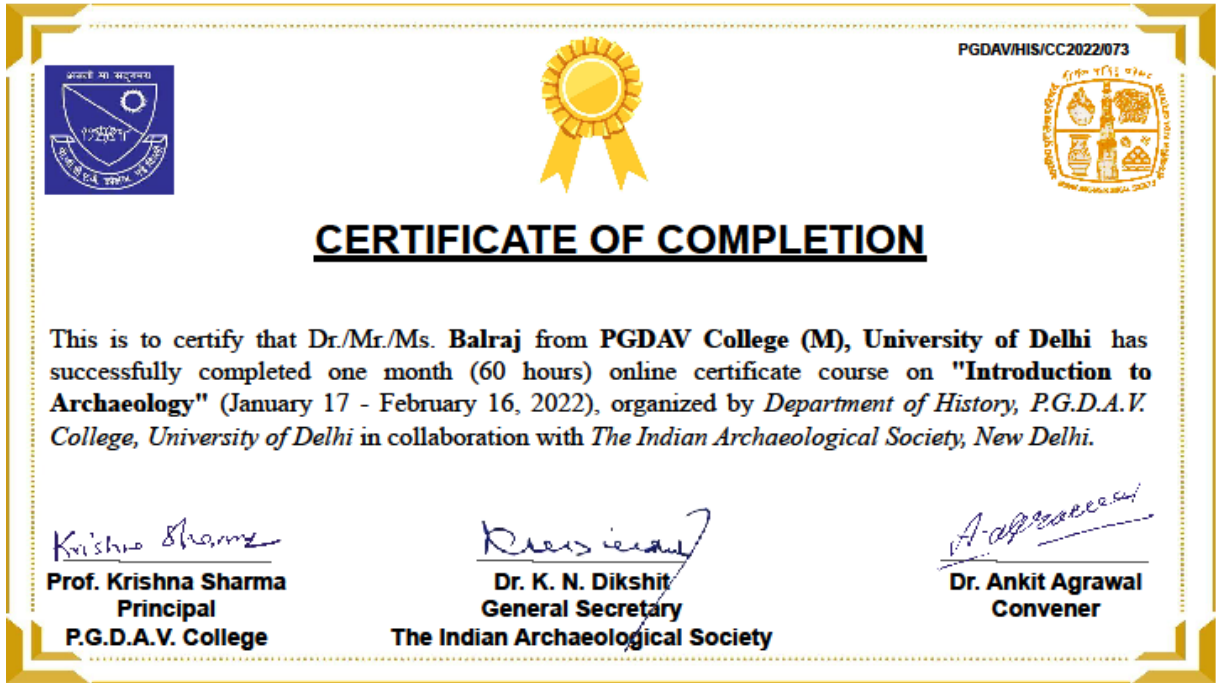 PGDAV/HIS/CC2022/073
CERTIFICATE OF COMPLETION
This is to certify that Dr./Mr./Ms. Balraj from PGDAV College (M), University of Delhi has
successfully completed one month (60 hours) online certificate course on "Introduction to
Archaeology" (January 17 - February 16, 2022), organized by Department of History, P.G.D.A.V.
College, University of Delhi in collaboration with The Indian Archaeological Society, New Delhi.
Krishna Sharma
Prof. Krishna Sharma
Principal
P.G.D.A.V. College
Dr. K. N. Dikshit
General Secretary
The Indian Archaeological Society
Dr. Ankit Agrawal
Convener